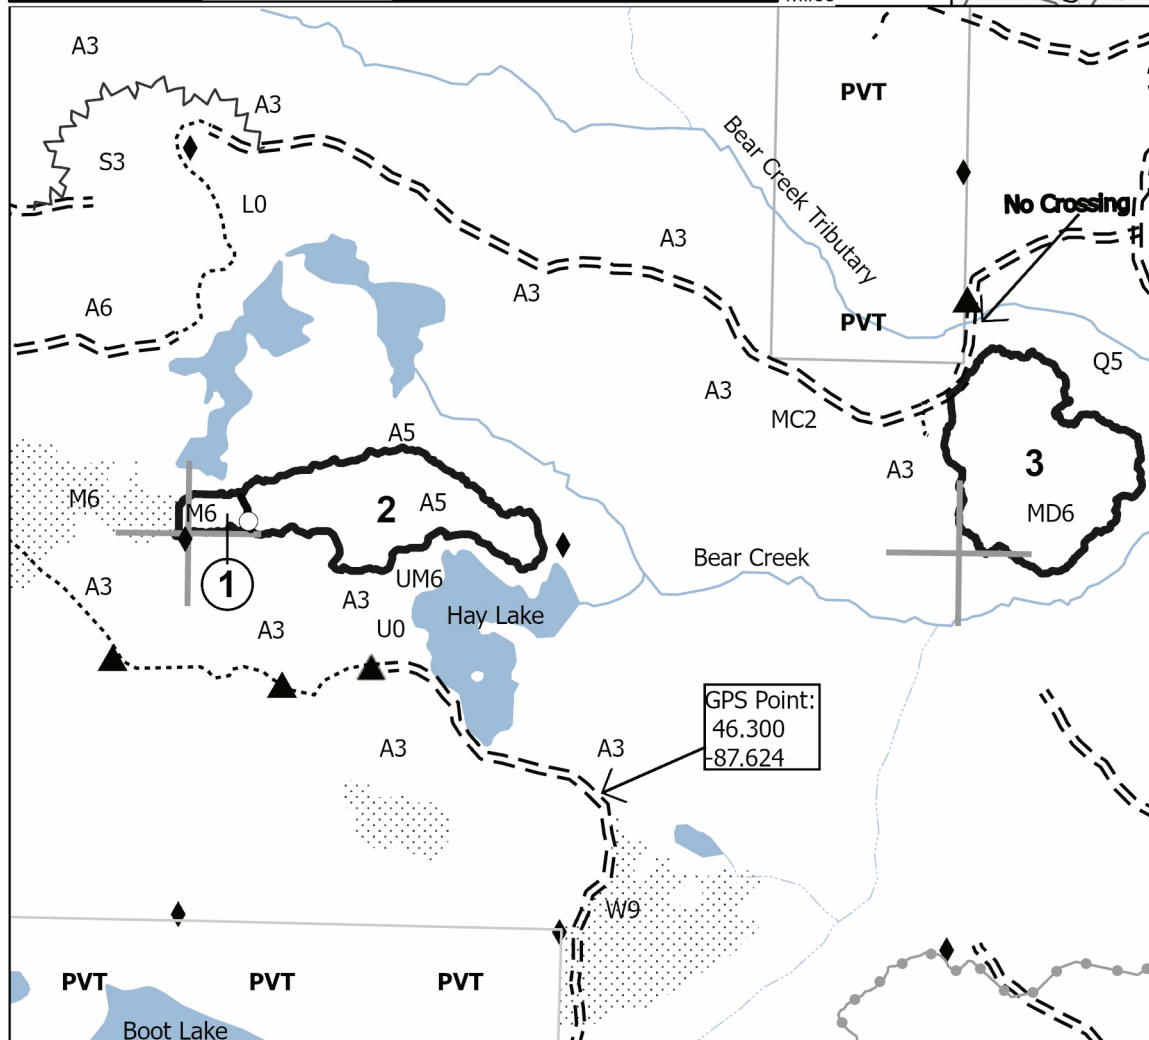 A3
PVT
A3
Bear Creek Tributary
S3
L0
No Crossing
A3
A3
A6
PVT
Q5
A3
MC2
A5
3
A3
M6
M6
2
A5
MD6
Bear Creek
1
A3
UM6
A3
Hay Lake
A3
U0
GPS Point:
46.300
-87.624
A3
A3
W9
PVT
PVT
PVT
Boot Lake